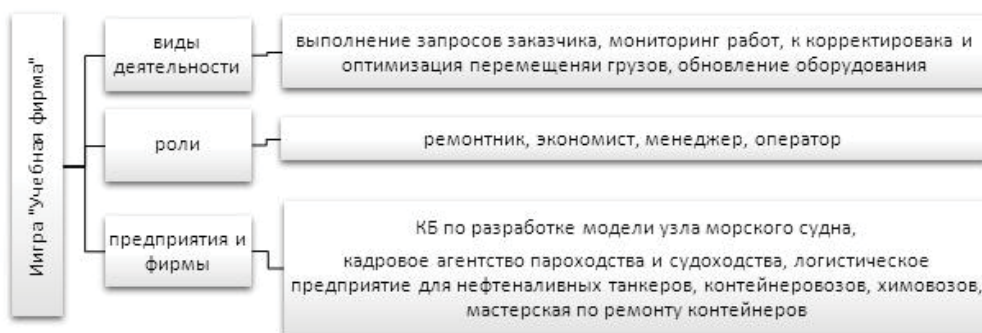 Иигра "Учебная фирма"
виды
деятельности
выполнение запросов заказчика, мониторинг работ, к корректировака и
оптимизация перемещеняи грузов, обновление оборудования
роли
ремонтник, экономист, менеджер, оператор
предприятия и
фирмы
КБ по разработке модели узла морского судна,
кадровое агентство пароходства и судоходства, логистическое
предприятие для нефтеналивных танкеров, контейнеровозов, химовозов,
мастерская по ремонту контейнеров